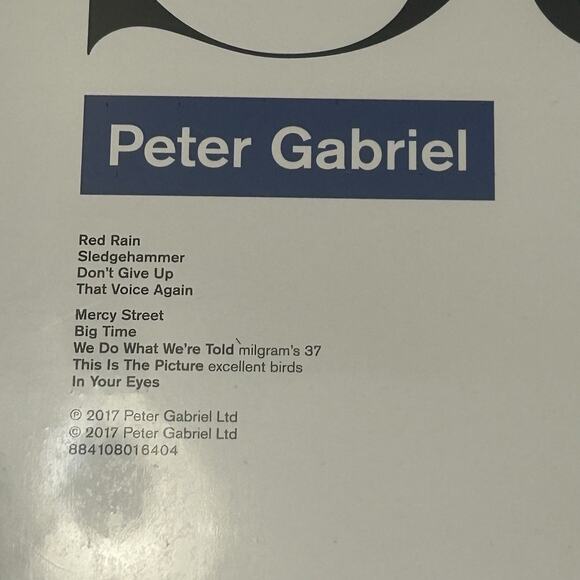 Peter Gabriel
Red Rain
Sledgehammer
Don't Give Up
That Voice Again
Mercy Street
Big Time
We Do What We're Told milgram's 37
This Is The Picture excellent birds
In Your Eyes
℗ 2017 Peter Gabriel Ltd
© 2017 Peter Gabriel Ltd
884108016404